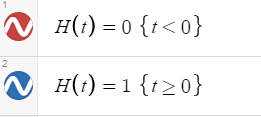 1
H(t) = 0 {t < 0}
2
H(t) = 1 {t ≥ 0}